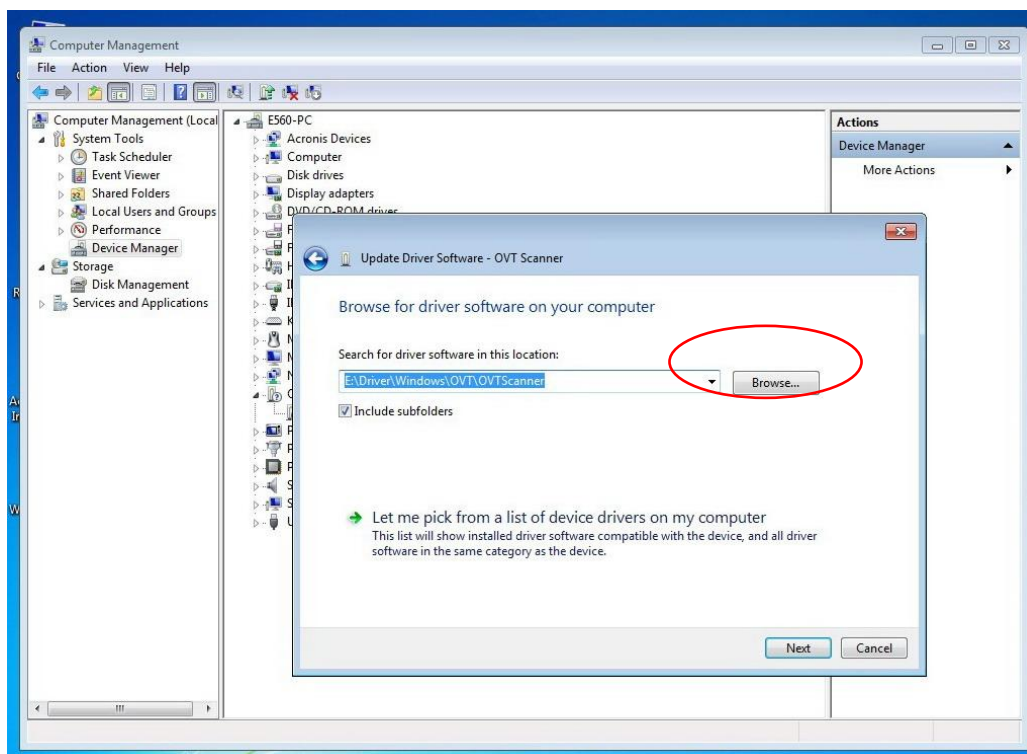 Computer Management
File Action View Help
Computer Management (Local
System Tools
Task Scheduler
Event Viewer
Shared Folders
Local Users and Groups
Performance
Device Manager
Storage
Disk Management
Services and Applications
E560-PC
Acronis Devices
Computer
Disk drives
Display adapters
DVD/CD-ROM drives
Actions
Device Manager
More Actions
Update Driver Software - OVT Scanner
Browse for driver software on your computer
Search for driver software in this location:
E:\Driver\Windows\OVT\OVTScanner
Browse...
Include subfolders
Let me pick from a list of device drivers on my computer
This list will show installed driver software compatible with the device, and all driver
software in the same category as the device.
Next Cancel